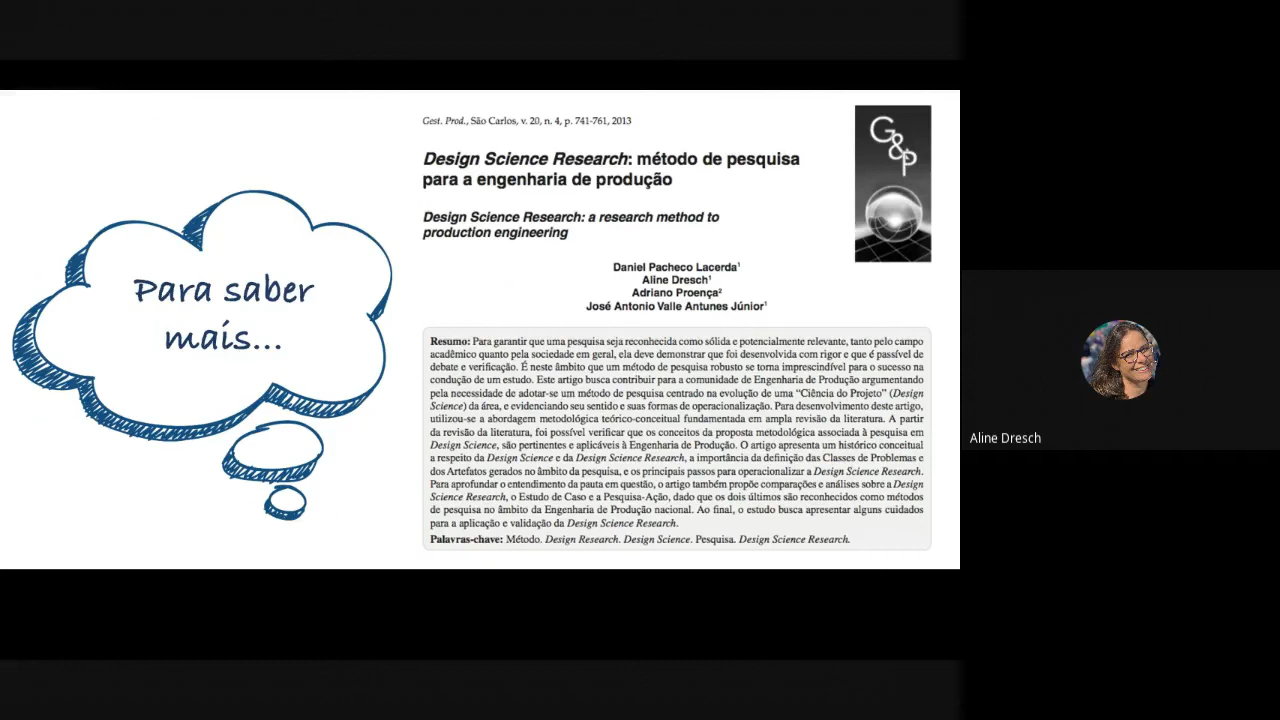 Para saber
mais...
Gest. Prod., São Carlos, v. 20, n. 4, p. 741-761, 2013
G&P
Design Science Research: método de pesquisa
para a engenharia de produção
Design Science Research: a research method to
production engineering
Daniel Pacheco Lacerda¹
Aline Dresch¹
Adriano Proença²
José Antonio Valle Antunes Júnior¹
Resumo: Para garantir que uma pesquisa seja reconhecida como sólida e potencialmente relevante, tanto pelo campo
acadêmico quanto pela sociedade em geral, ela deve demonstrar que foi desenvolvida com rigor e que é passível de
debate e verificação. É neste âmbito que um método de pesquisa robusto se torna imprescindível para o sucesso na
condução de um estudo. Este artigo busca contribuir para a comunidade de Engenharia de Produção argumentando
pela necessidade de adotar-se um método de pesquisa centrado na evolução de uma “Ciência do Projeto” (Design
Science) da área, e evidenciando seu sentido e suas formas de operacionalização. Para desenvolvimento deste artigo,
utilizou-se a abordagem metodológica teórico-conceitual fundamentada em ampla revisão da literatura. A partir
da revisão da literatura, foi possível verificar que os conceitos da proposta metodológica associada à pesquisa em
Design Science, são pertinentes e aplicáveis à Engenharia de Produção. O artigo apresenta um histórico conceitual
a respeito da Design Science e da Design Science Research, a importância da definição das Classes de Problemas e
dos Artefatos gerados no âmbito da pesquisa, e os principais passos para operacionalizar a Design Science Research.
Para aprofundar o entendimento da pauta em questão, o artigo também propõe comparações e análises sobre a Design
Science Research, o Estudo de Caso e a Pesquisa-Ação, dado que os dois últimos são reconhecidos como métodos
de pesquisa no âmbito da Engenharia de Produção nacional. Ao final, o estudo busca apresentar alguns cuidados
para a aplicação e validação da Design Science Research.
Palavras-chave: Método. Design Research. Design Science. Pesquisa. Design Science Research.
Aline Dresch